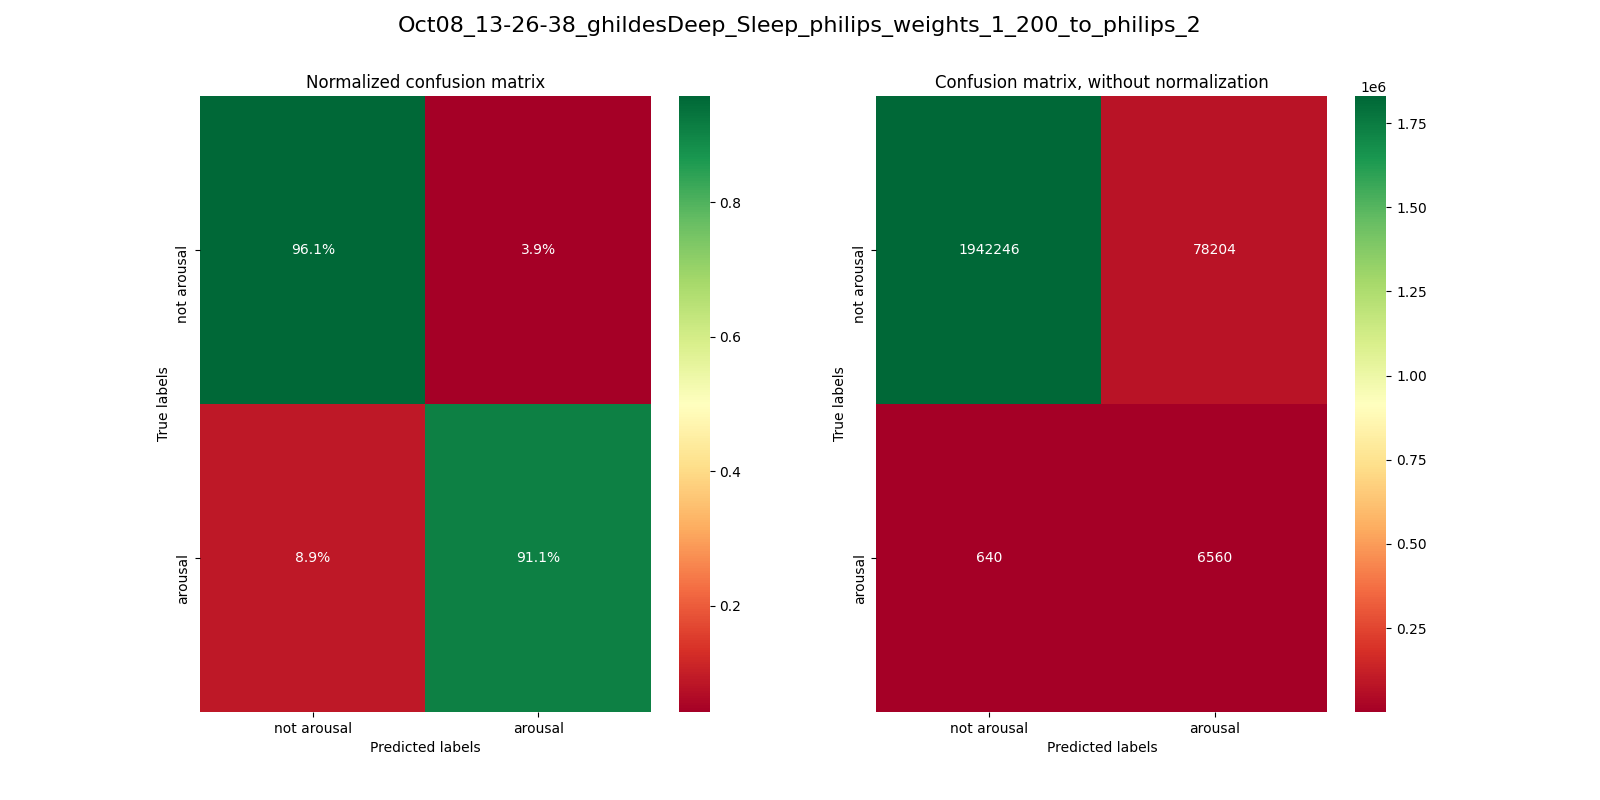 Oct08_13-26-38_ghildesDeep_Sleep_philips_weights_1_200_to_philips_2
Normalized confusion matrix
96.1%
3.9%
8.9%
91.1%
not arousal
arousal
True labels
not arousal
arousal
Predicted labels
0.8
0.6
0.4
0.2
Confusion matrix, without normalization
1942246
78204
640
6560
not arousal
arousal
True labels
not arousal
arousal
Predicted labels
1e6
1.75
1.50
1.25
1.00
0.75
0.50
0.25